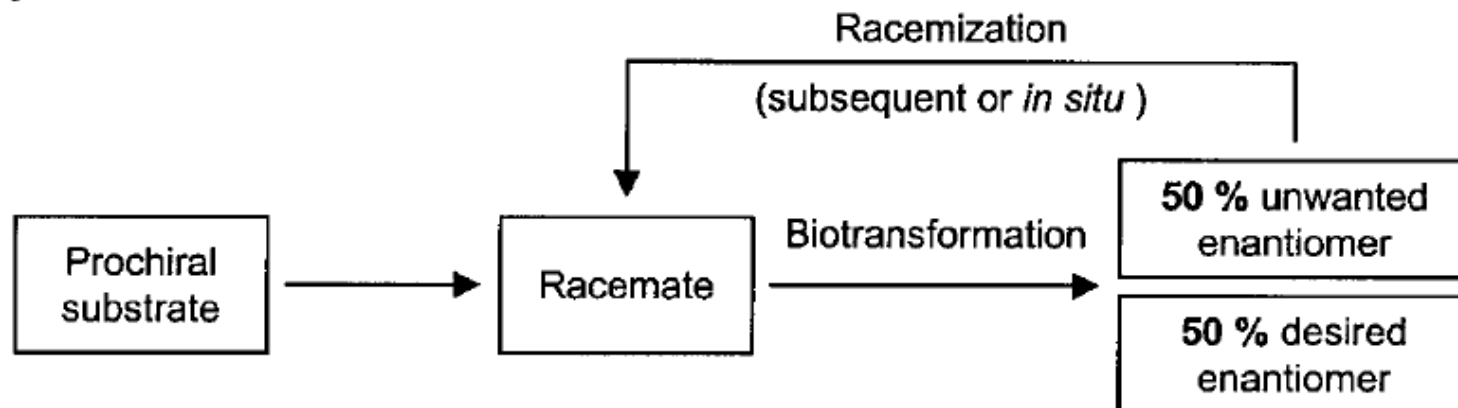 Racemization
(subsequent or in situ )
Prochiral
substrate
Racemate
Biotransformation
50 % unwanted
enantiomer
50 % desired
enantiomer